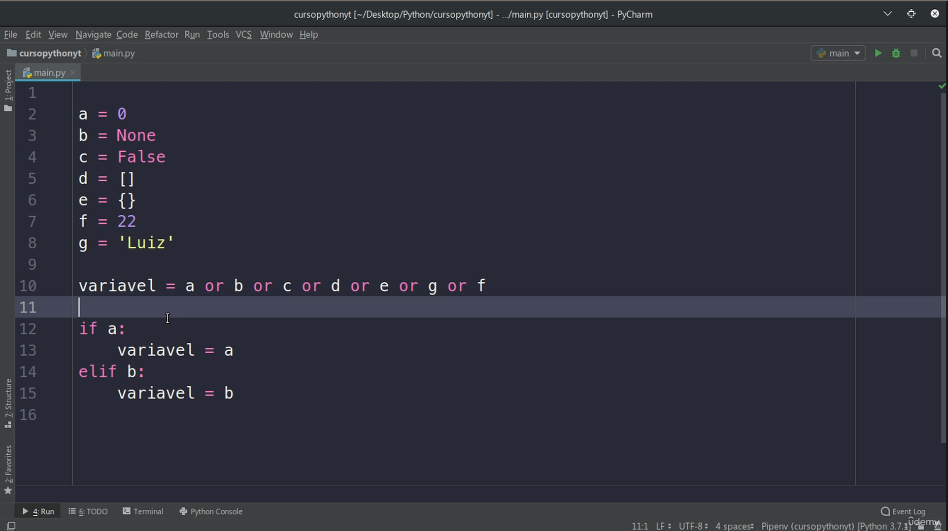 cursopythonyt [~/Desktop/Python/cursopythonyt] - .../main.py [cursopythonyt] - PyCharm
File Edit View Navigate Code Refactor Run Tools VCS Window Help
cursopythonyt main.py main
1: Project
main.py
1
2 a = 0
3 b = None
4 c = False
5 d = []
6 e = {}
7 f = 22
8 g = 'Luiz'
9
10 variavel = a or b or c or d or e or g or f
11
12 if a:
13 variavel = a
14 elif b:
15 variavel = b
16
7: Structure
2: Favorites
4: Run 6: TODO Terminal Python Console Event Log
11:1 LF UTF-8 4 spaces Pipenv (cursopythonyt) [Python 3.7.
udemy